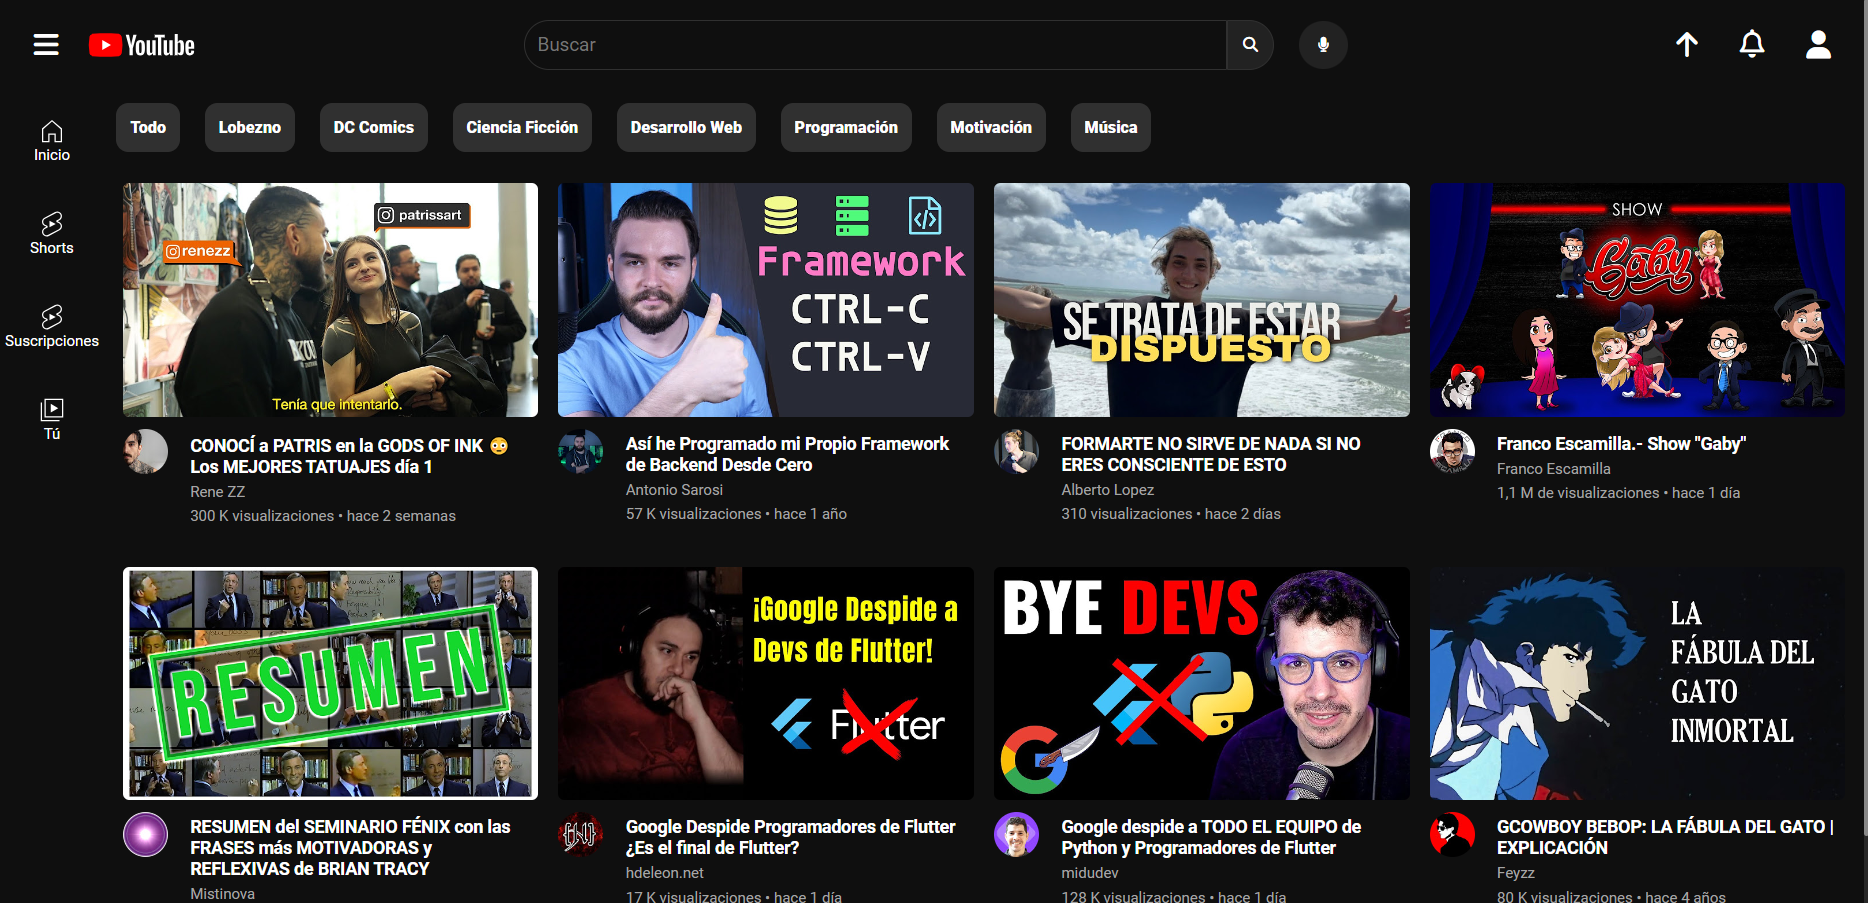 YouTube
Buscar
Todo
Lobezno
DC Comics
Ciencia Ficción
Desarrollo Web
Programación
Motivación
Música
Inicio
Shorts
Suscripciones
Tú
patrissart
renezz
Tenía que intentarlo.
Framework
CTRL-C
CTRL-V
SE TRATA DE ESTAR
DISPUESTO
SHOW
Gaby
CONOCÍ a PATRIS en la GODS OF INK 😳
Los MEJORES TATUAJES día 1
Rene ZZ
300 K visualizaciones • hace 2 semanas
Así he Programado mi Propio Framework
de Backend Desde Cero
Antonio Sarosi
57 K visualizaciones • hace 1 año
FORMARTE NO SIRVE DE NADA SI NO
ERES CONSCIENTE DE ESTO
Alberto Lopez
310 visualizaciones • hace 2 días
Franco Escamilla.- Show "Gaby"
Franco Escamilla
1,1 M de visualizaciones • hace 1 día
RESUMEN
¡Google Despide a
Devs de Flutter!
Flutter
BYE DEVS
LA
FÁBULA DEL
GATO
INMORTAL
RESUMEN del SEMINARIO FÉNIX con las
FRASES más MOTIVADORAS y
REFLEXIVAS de BRIAN TRACY
Mistinova
Google Despide Programadores de Flutter
¿Es el final de Flutter?
hdeleon.net
17 K visualizaciones • hace 1 día
Google despide a TODO EL EQUIPO de
Python y Programadores de Flutter
midudev
128 K visualizaciones • hace 1 día
GCOWBOY BEBOP: LA FÁBULA DEL GATO |
EXPLICACIÓN
Feyzz
80 K visualizaciones • hace 4 años